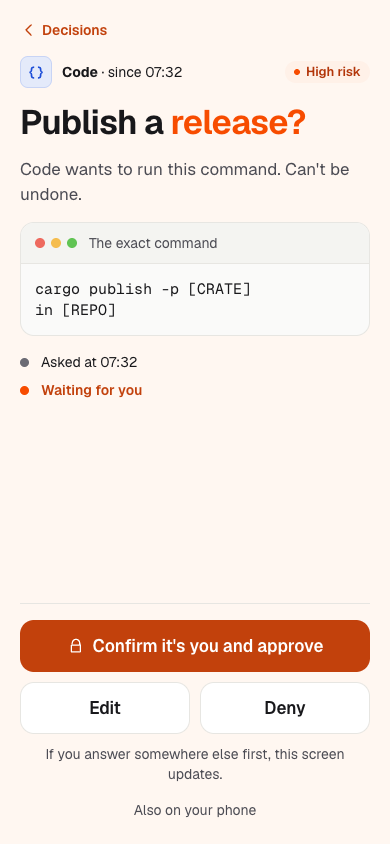 Decisions
{} Code · since 07:32
High risk
Publish a release?
Code wants to run this command. Can't be
undone.
The exact command
cargo publish -p [CRATE]
in [REPO]
Asked at 07:32
Waiting for you
Confirm it's you and approve
Edit
Deny
If you answer somewhere else first, this screen
updates.
Also on your phone